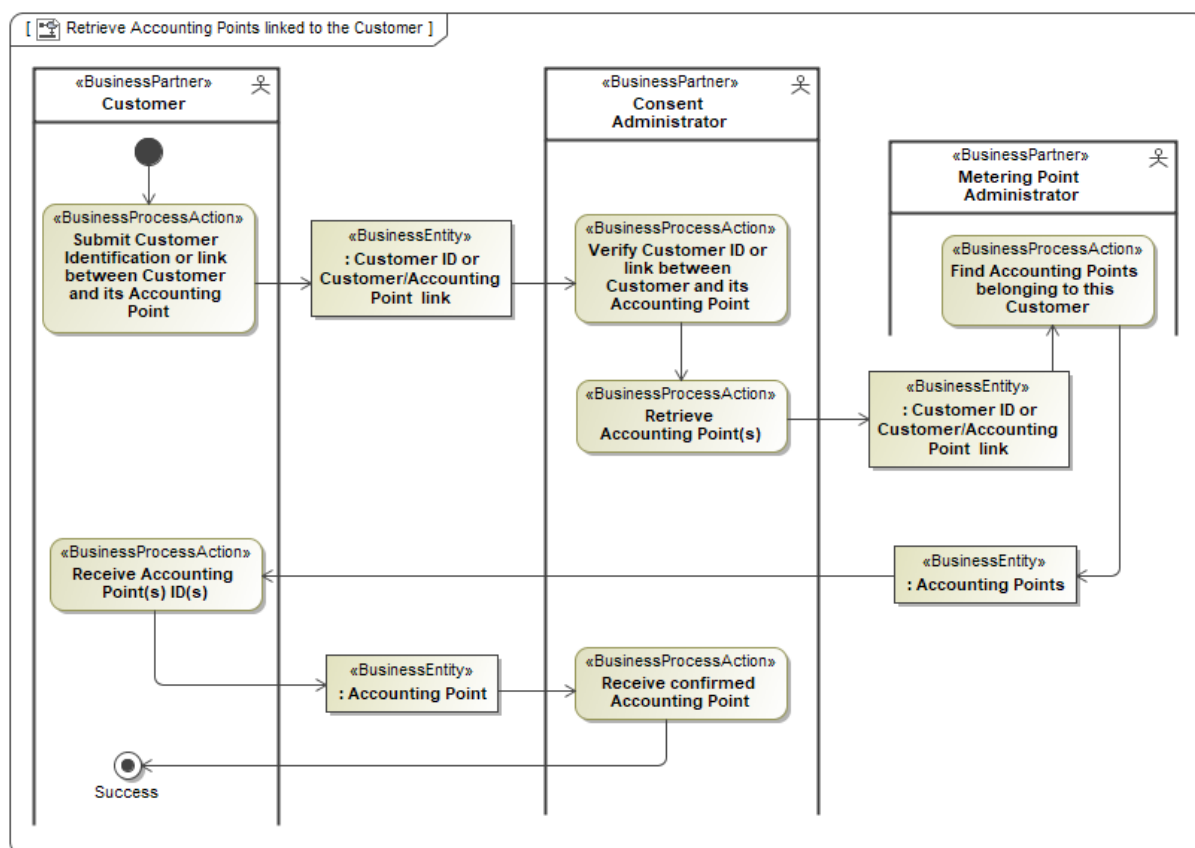 [ Retrieve Accounting Points linked to the Customer ]
«BusinessPartner»
Customer
«BusinessPartner»
Consent
Administrator
«BusinessPartner»
Metering Point
Administrator
«BusinessProcessAction»
Submit Customer
Identification or link
between Customer
and its Accounting
Point
«BusinessEntity»
: Customer ID or
Customer/Accounting
Point link
«BusinessProcessAction»
Verify Customer ID or
link between
Customer and its
Accounting Point
«BusinessProcessAction»
Find Accounting Points
belonging to this
Customer
«BusinessProcessAction»
Retrieve
Accounting Point(s)
«BusinessEntity»
: Customer ID or
Customer/Accounting
Point link
«BusinessProcessAction»
Receive Accounting
Point(s) ID(s)
«BusinessEntity»
: Accounting Points
«BusinessEntity»
: Accounting Point
«BusinessProcessAction»
Receive confirmed
Accounting Point
Success